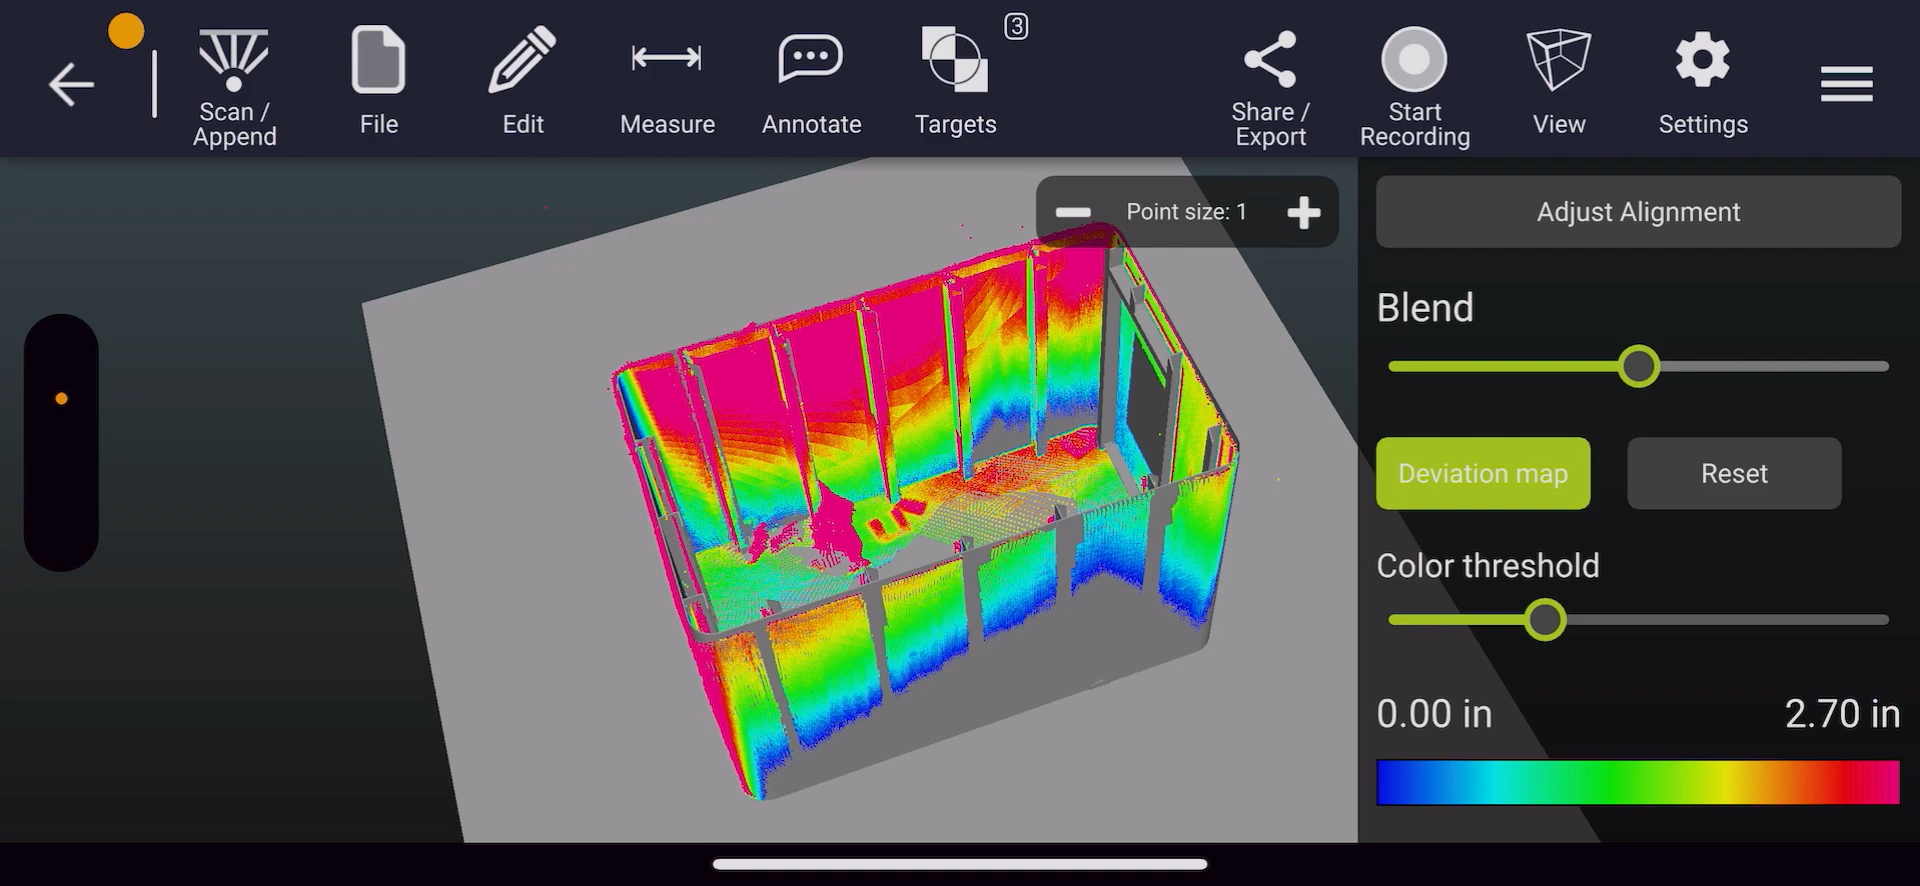 3
Scan /
Append
File
Edit
Measure
Annotate
Targets
Share /
Export
Start
Recording
View
Settings
Point size: 1
Adjust Alignment
Blend
Deviation map
Reset
Color threshold
0.00 in
2.70 in